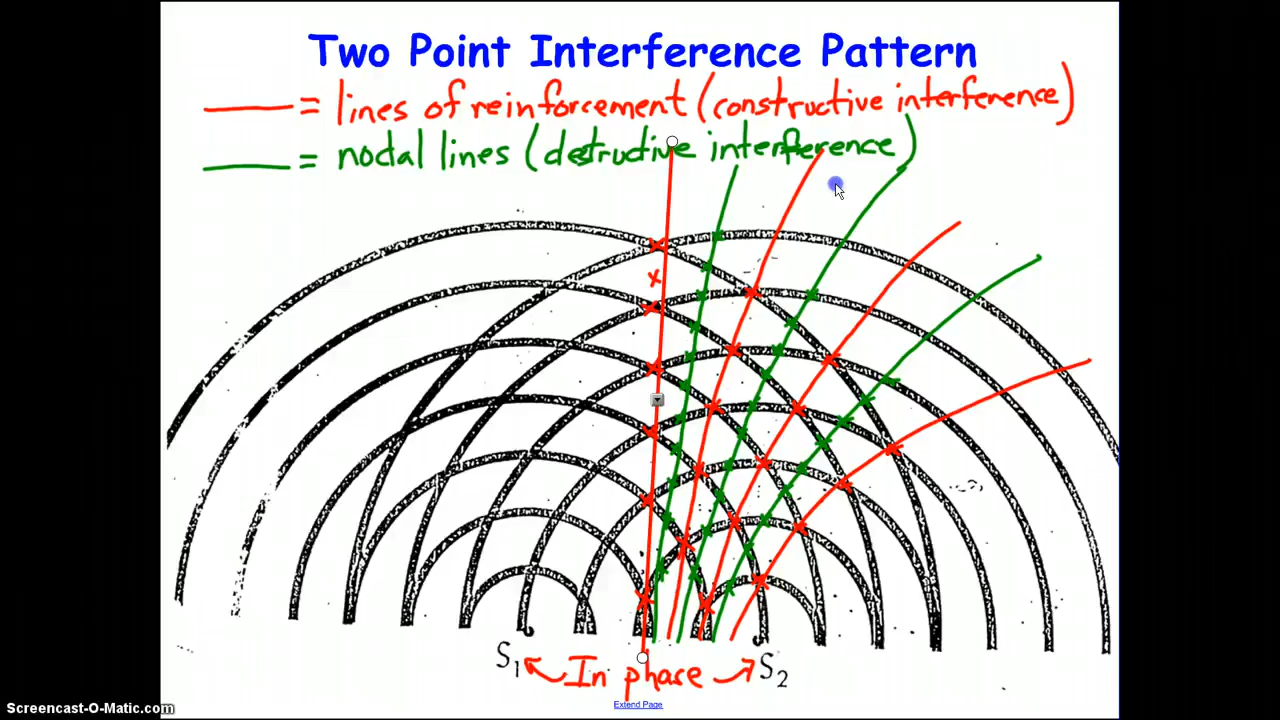 Two Point Interference Pattern
= lines of reinforcement (constructive interference)
= nodal lines (destructive interference)
S1 In phase S2
Extend Page
Screencast-O-Matic.com